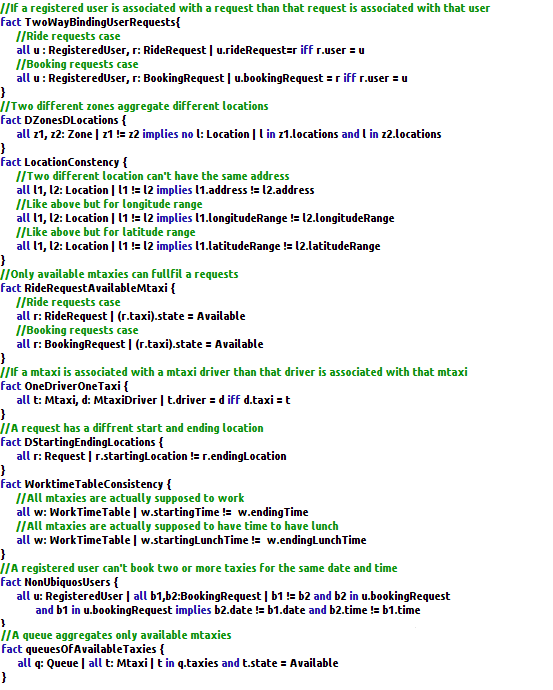 //If a registered user is associated with a request than that request is associated with that user
fact TwoWayBindingUserRequests{
//Ride requests case
all u : RegisteredUser, r: RideRequest | u.rideRequest=r iff r.user = u
//Booking requests case
all u : RegisteredUser, r: BookingRequest | u.bookingRequest = r iff r.user = u
}
//Two different zones aggregate different locations
fact DZonesDLocations {
all z1, z2: Zone | z1 != z2 implies no l: Location | l in z1.locations and l in z2.locations
}
fact LocationConstency {
//Two different location can't have the same address
all l1, l2: Location | l1 != l2 implies l1.address != l2.address
//Like above but for longitude range
all l1, l2: Location | l1 != l2 implies l1.longitudeRange != l2.longitudeRange
//Like above but for latitude range
all l1, l2: Location | l1 != l2 implies l1.latitudeRange != l2.latitudeRange
}
//Only available mtaxies can fullfil a requests
fact RideRequestAvailableMtaxi {
//Ride requests case
all r: RideRequest | (r.taxi).state = Available
//Booking requests case
all r: BookingRequest | (r.taxi).state = Available
}
//If a mtaxi is associated with a mtaxi driver than that driver is associated with that mtaxi
fact OneDriverOneTaxi {
all t: Mtaxi, d: MtaxiDriver | t.driver = d iff d.taxi = t
}
//A request has a diffrent start and ending location
fact DStartingEndingLocations {
all r: Request | r.startingLocation != r.endingLocation
}
fact WorktimeTableConsistency {
//All mtaxies are actually supposed to work
all w: WorkTimeTable | w.startingTime != w.endingTime
//All mtaxies are actually supposed to have time to have lunch
all w: WorkTimeTable | w.startingLunchTime != w.endingLunchTime
}
//A registered user can't book two or more taxies for the same date and time
fact NonUbiquosUsers {
all u: RegisteredUser | all b1,b2:BookingRequest | b1 != b2 and b2 in u.bookingRequest
and b1 in u.bookingRequest implies b2.date != b1.date and b2.time != b1.time
}
//A queue aggregates only available mtaxies
fact queuesOfAvailableTaxies {
all q: Queue | all t: Mtaxi | t in q.taxies and t.state = Available
}